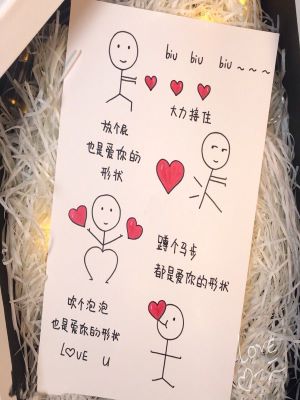 biu biu biu~~~
大力接住
放个屁
也是爱你的
形状
蹲个马步
都是爱你的形状
吹个泡泡
也是爱你的形状
LOVE U
LOVE